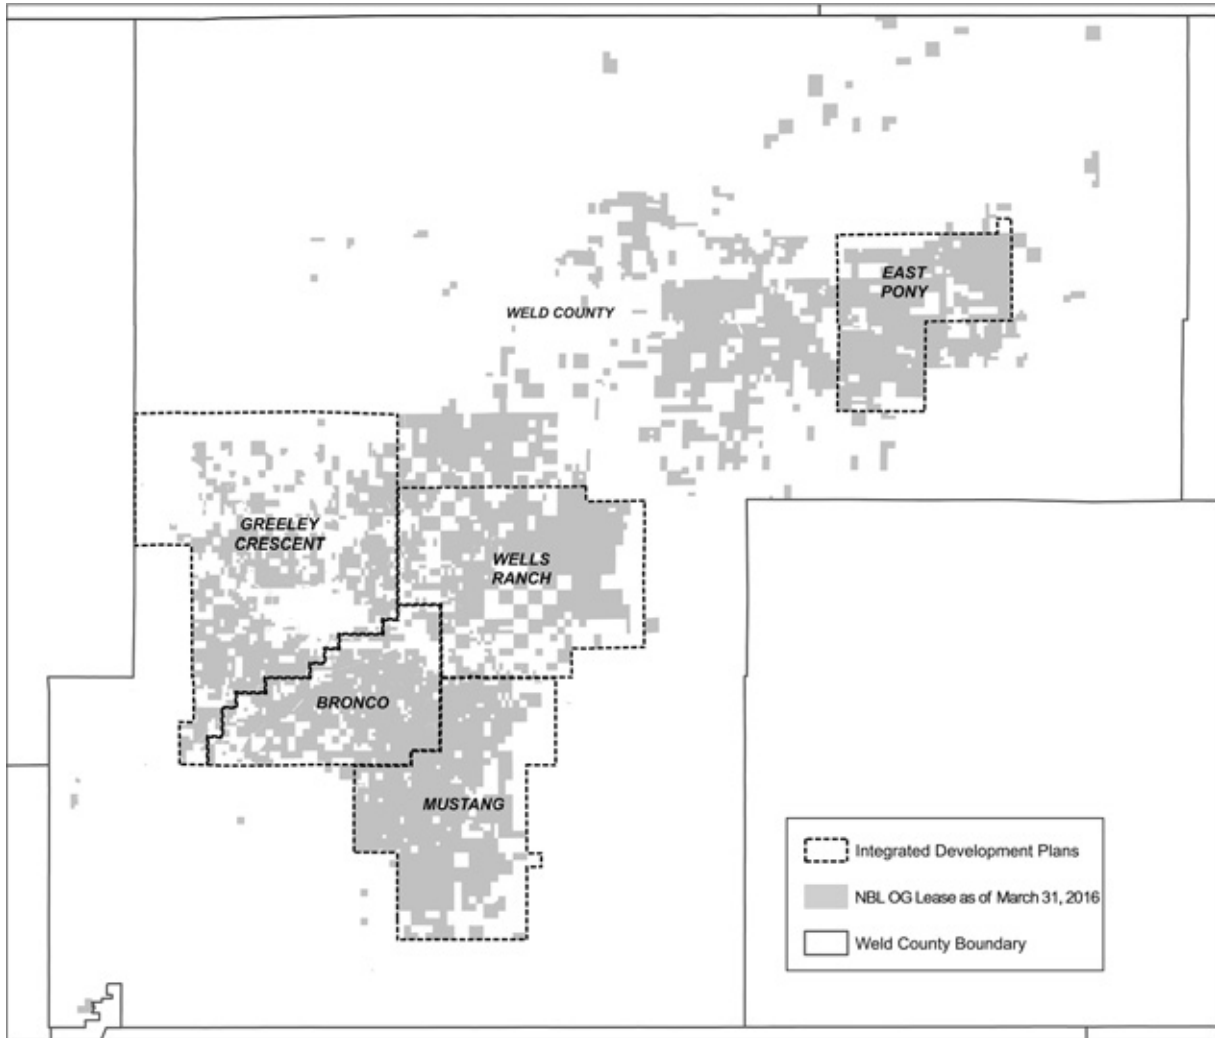 EAST
PONY
WELD COUNTY
GREELEY
CRESCENT
WELLS
RANCH
BRONCO
MUSTANG
Integrated Development Plans
NBL OG Lease as of March 31, 2016
Weld County Boundary